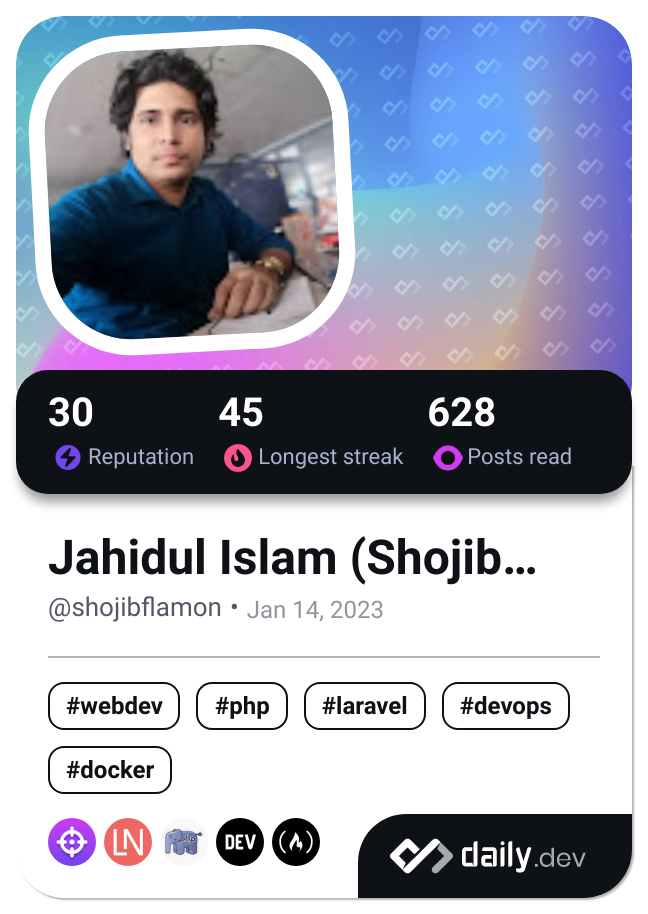 30 45 628
Reputation Longest streak Posts read
Jahidul Islam (Shojib...
@shojibflamon • Jan 14, 2023
#webdev #php #laravel #devops
#docker
LN php DEV daily.dev